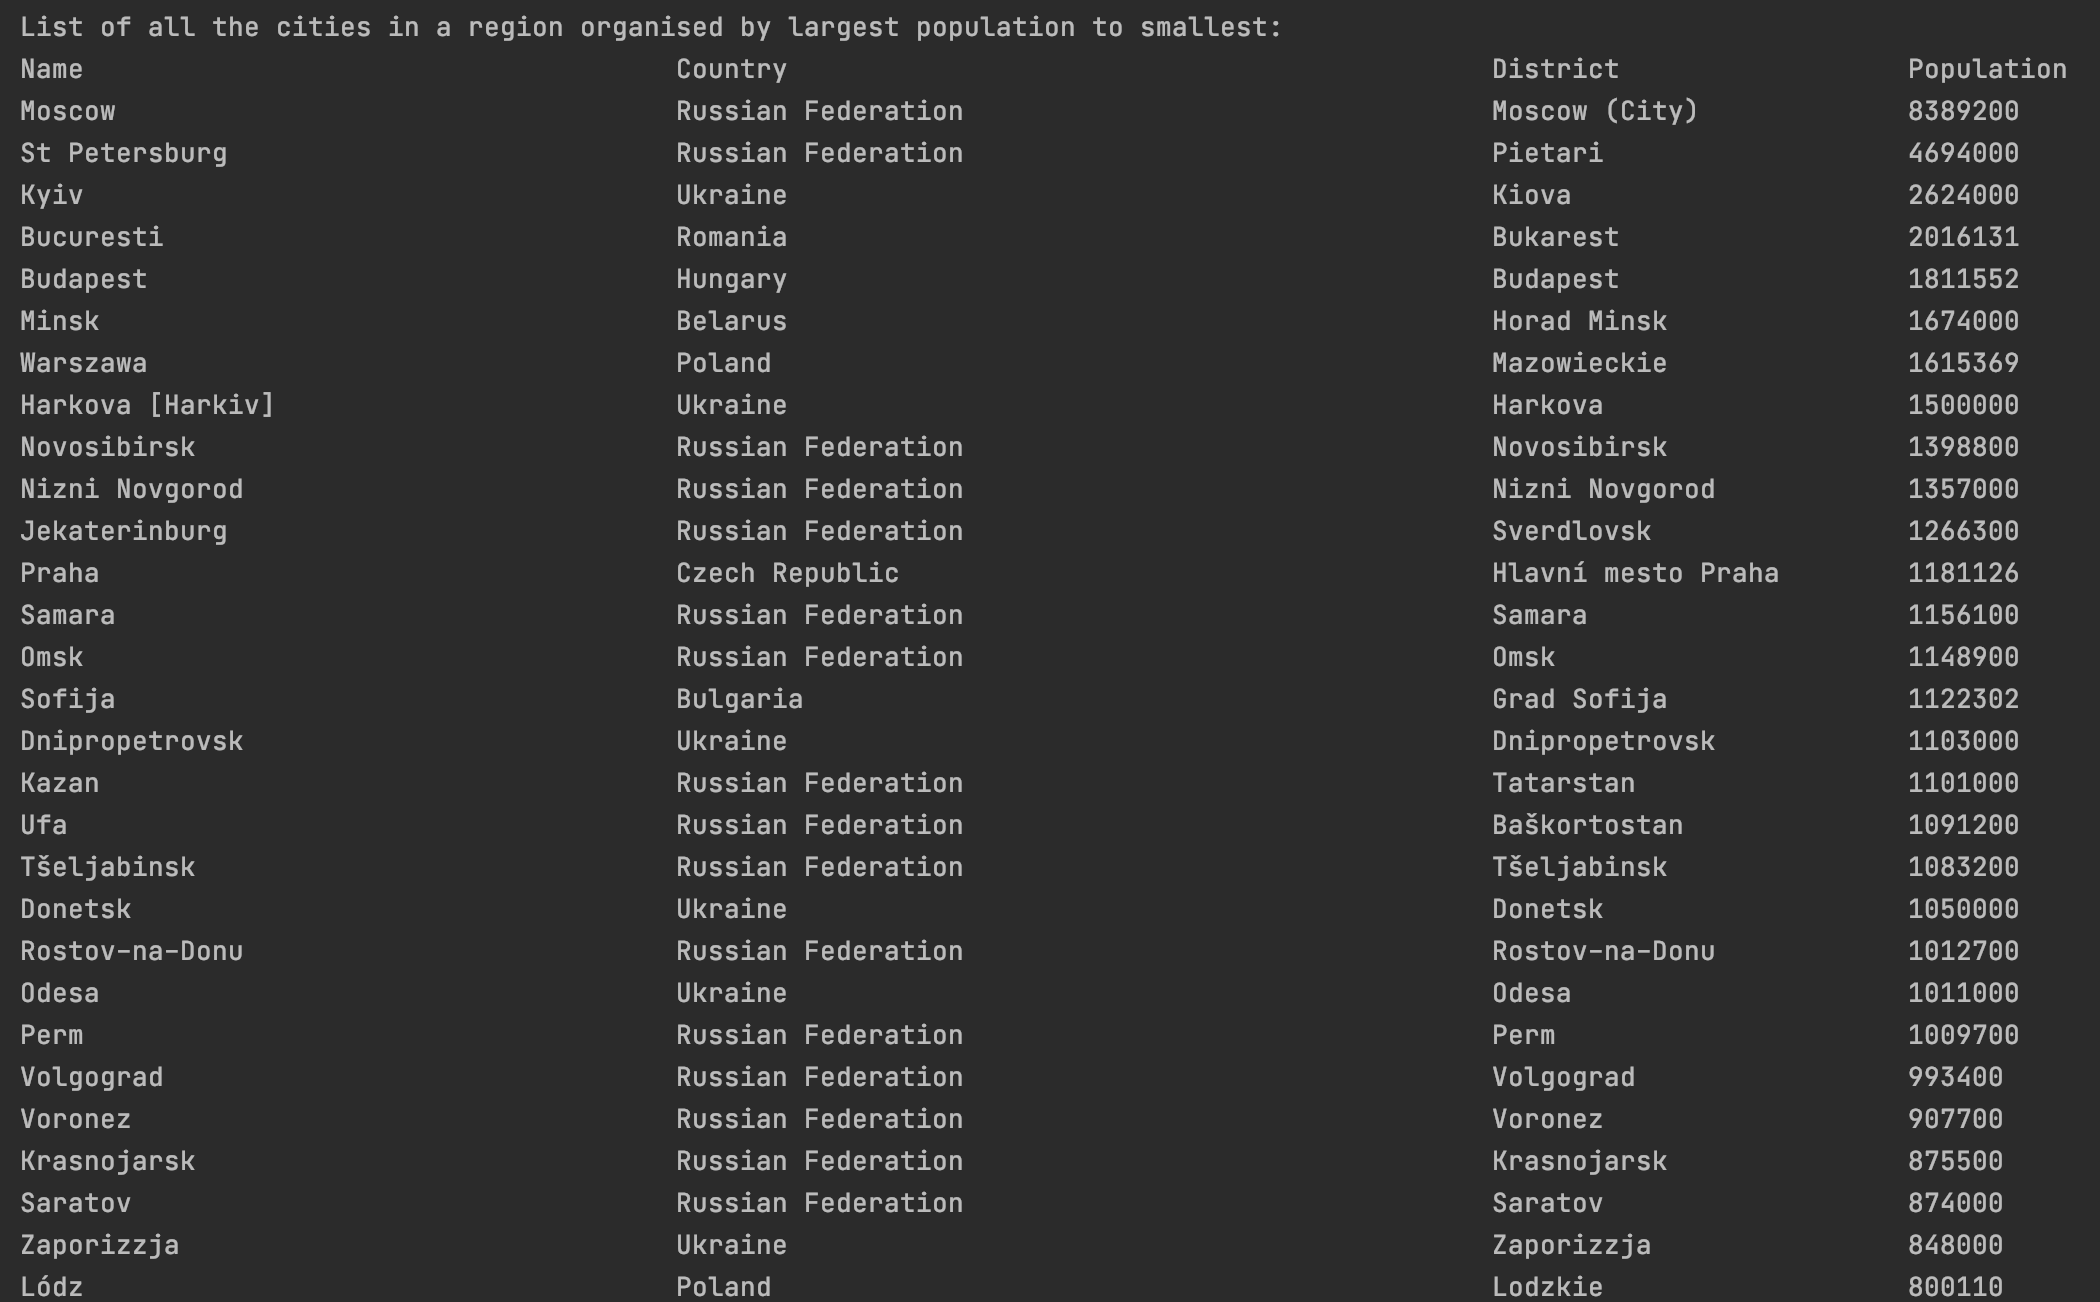 List of all the cities in a region organised by largest population to smallest:
Name Country District Population
Moscow Russian Federation Moscow (City) 8389200
St Petersburg Russian Federation Pietari 4694000
Kyiv Ukraine Kiova 2624000
Bucuresti Romania Bukarest 2016131
Budapest Hungary Budapest 1811552
Minsk Belarus Horad Minsk 1674000
Warszawa Poland Mazowieckie 1615369
Harkova [Harkiv] Ukraine Harkova 1500000
Novosibirsk Russian Federation Novosibirsk 1398800
Nizni Novgorod Russian Federation Nizni Novgorod 1357000
Jekaterinburg Russian Federation Sverdlovsk 1266300
Praha Czech Republic Hlavní mesto Praha 1181126
Samara Russian Federation Samara 1156100
Omsk Russian Federation Omsk 1148900
Sofija Bulgaria Grad Sofija 1122302
Dnipropetrovsk Ukraine Dnipropetrovsk 1103000
Kazan Russian Federation Tatarstan 1101000
Ufa Russian Federation Baškortostan 1091200
Tšeljabinsk Russian Federation Tšeljabinsk 1083200
Donetsk Ukraine Donetsk 1050000
Rostov-na-Donu Russian Federation Rostov-na-Donu 1012700
Odesa Ukraine Odesa 1011000
Perm Russian Federation Perm 1009700
Volgograd Russian Federation Volgograd 993400
Voronez Russian Federation Voronez 907700
Krasnojarsk Russian Federation Krasnojarsk 875500
Saratov Russian Federation Saratov 874000
Zaporizzja Ukraine Zaporizzja 848000
Lódz Poland Lodzkie 800110